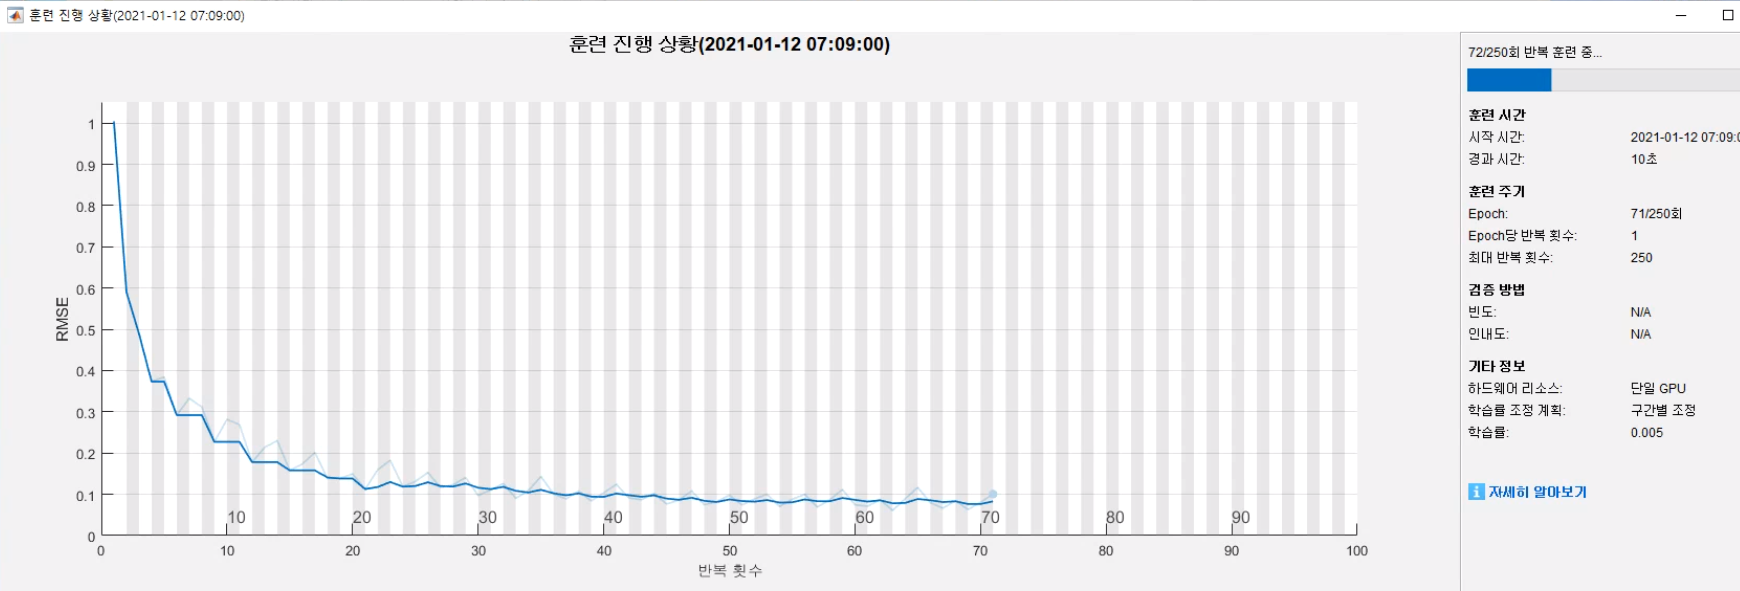 훈련 진행 상황(2021-01-12 07:09:00)
훈련 진행 상황(2021-01-12 07:09:00)
1
0.9
0.8
0.7
0.6
0.5
0.4
0.3
0.2
0.1
0
RMSE
10 20 30 40 50 60 70 80 90
0 10 20 30 40 50 60 70 80 90 100
반복 횟수
72/250회 반복 훈련 중...
훈련 시간
시작 시간: 2021-01-12 07:09:0
경과 시간: 10초
훈련 주기
Epoch: 71/250회
Epoch당 반복 횟수: 1
최대 반복 횟수: 250
검증 방법
빈도: N/A
인내도: N/A
기타 정보
하드웨어 리소스: 단일 GPU
학습률 조정 계획: 구간별 조정
학습률: 0.005
i 자세히 알아보기